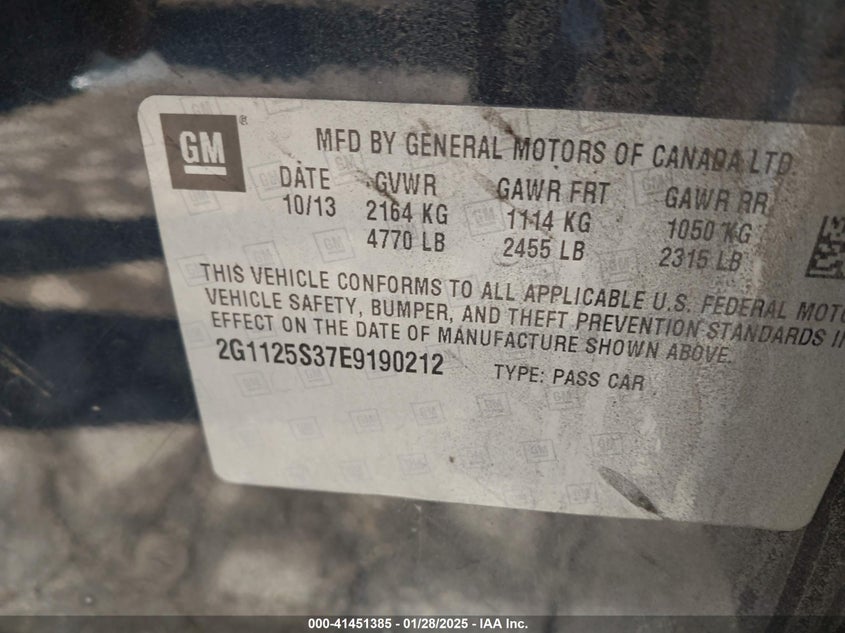 GM ®
MFD BY GENERAL MOTORS OF CANADA LTD
DATE GVWR GAWR FRT GAWR RR
10/13 2164 KG 1114 KG 1050 KG
4770 LB 2455 LB 2315 LB
THIS VEHICLE CONFORMS TO ALL APPLICABLE U.S. FEDERAL MOTO
VEHICLE SAFETY, BUMPER, AND THEFT PREVENTION STANDARDS IN
EFFECT ON THE DATE OF MANUFACTURE SHOWN ABOVE.
2G1125S37E9190212 TYPE: PASS CAR
000-41451385 / 01/28/2025 - IAA Inc.